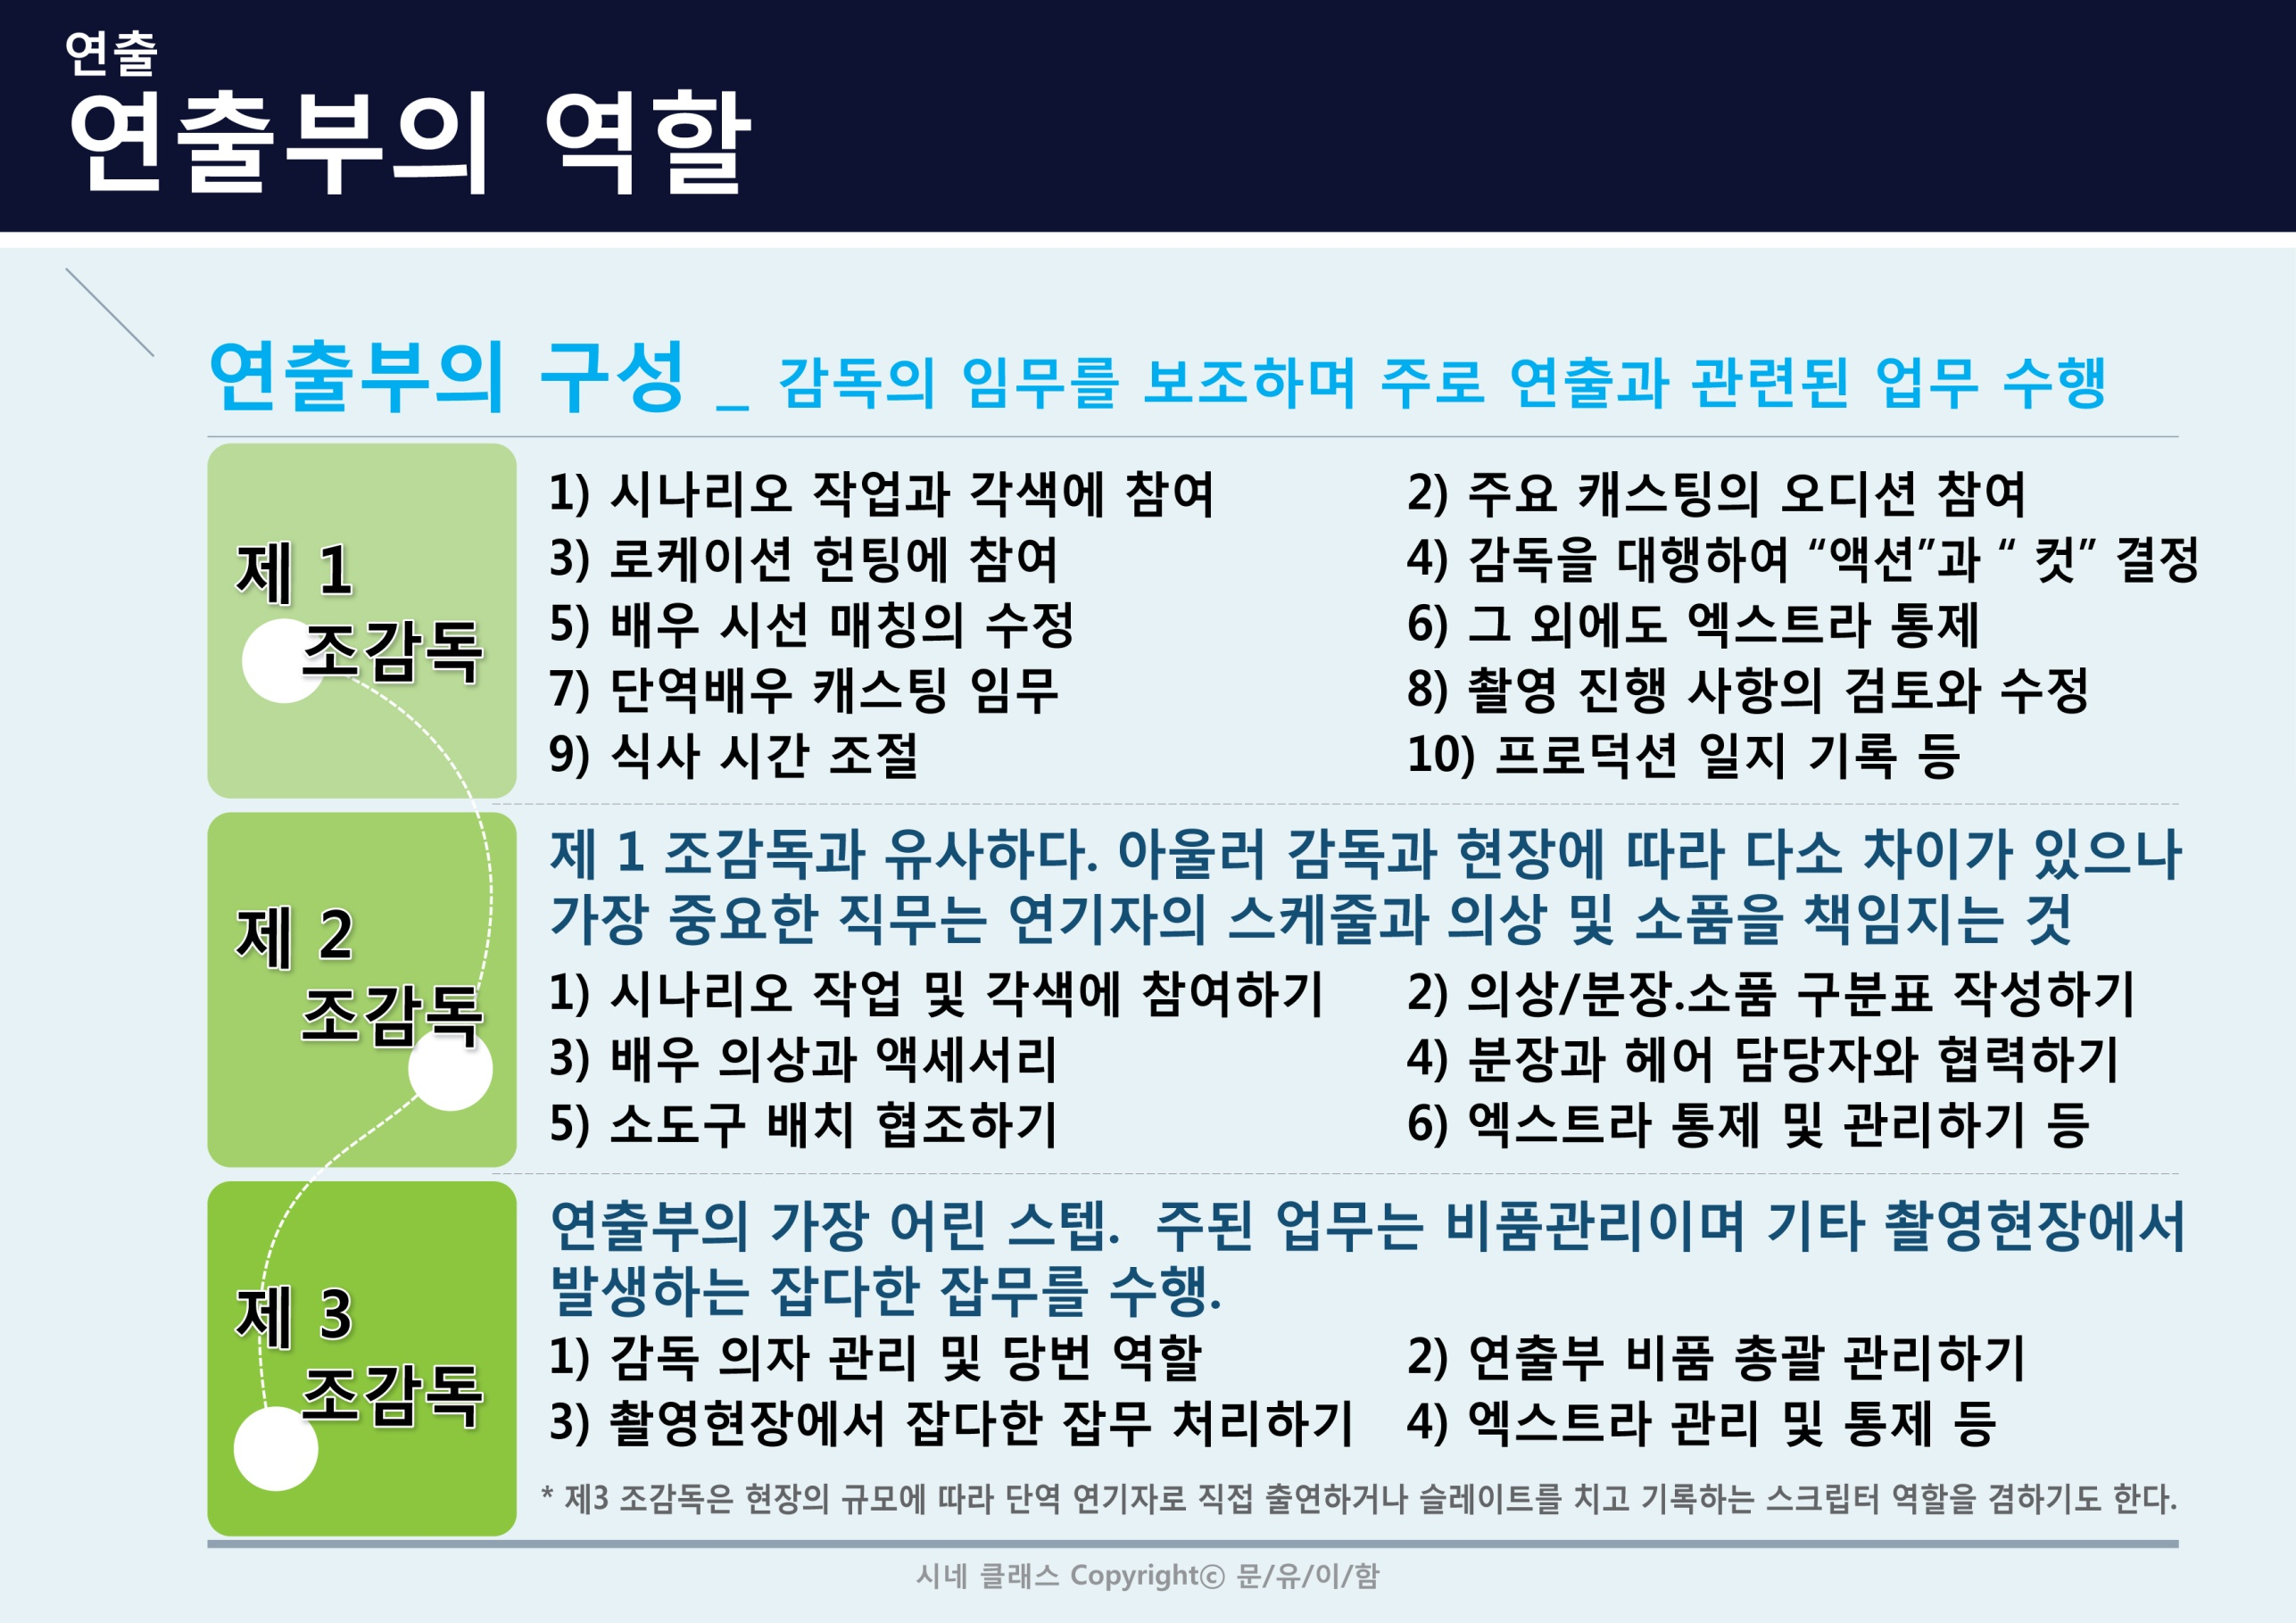 연출
연출부의 역할
연출부의 구성 _ 감독의 임무를 보조하며 주로 연출과 관련된 업무 수행
제 1
조감독
1) 시나리오 작업과 각색에 참여
2) 주요 캐스팅의 오디션 참여
3) 로케이션 헌팅에 참여
4) 감독을 대행하여 “액션”과 “ 컷” 결정
5) 배우 시선 매칭의 수정
6) 그 외에도 엑스트라 통제
7) 단역배우 캐스팅 임무
8) 촬영 진행 사항의 검토와 수정
9) 식사 시간 조절
10) 프로덕션 일지 기록 등
제 2
조감독
제 1 조감독과 유사하다. 아울러 감독과 현장에 따라 다소 차이가 있으나
가장 중요한 직무는 연기자의 스케줄과 의상 및 소품을 책임지는 것
1) 시나리오 작업 및 각색에 참여하기
2) 의상/분장.소품 구분표 작성하기
3) 배우 의상과 액세서리
4) 분장과 헤어 담당자와 협력하기
5) 소도구 배치 협조하기
6) 엑스트라 통제 및 관리하기 등
제 3
조감독
연출부의 가장 어린 스텝. 주된 업무는 비품관리이며 기타 촬영현장에서
발생하는 잡다한 잡무를 수행.
1) 감독 의자 관리 및 당번 역할
2) 연출부 비품 총괄 관리하기
3) 촬영현장에서 잡다한 잡무 처리하기
4) 엑스트라 관리 및 통제 등
* 제3 조감독은 현장의 규모에 따라 단역 연기자로 직접 출연하거나 슬레이트를 치고 기록하는 스크립터 역할을 겸하기도 한다.
시네 클래스 Copyright© 문/유/이/함